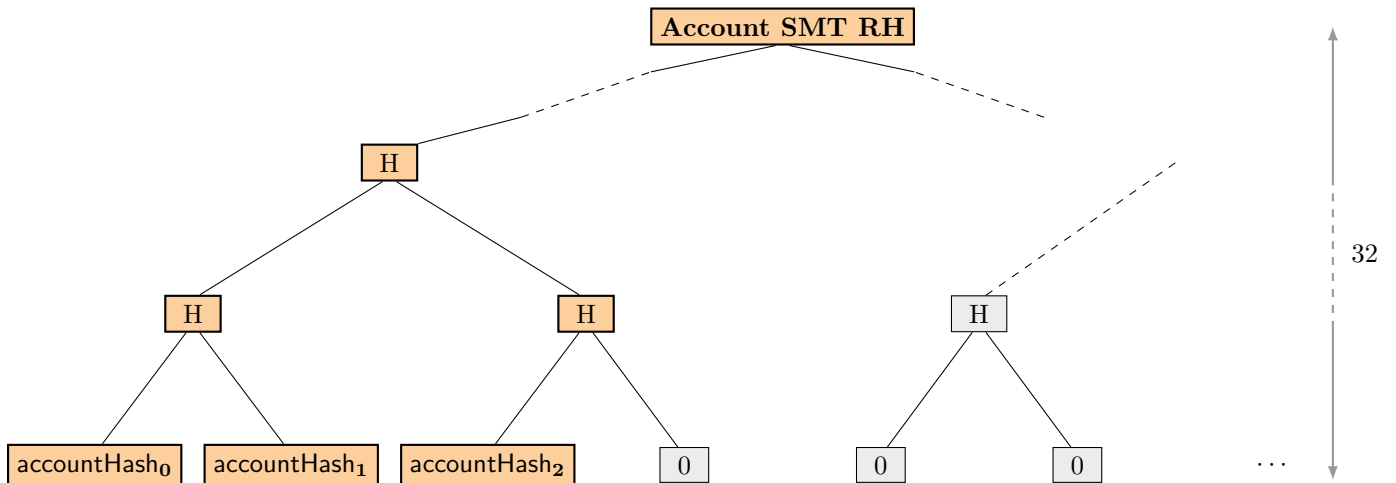 Account SMT RH
H
32
H H H
accountHash0 accountHash1 accountHash2 0 0 0 ...